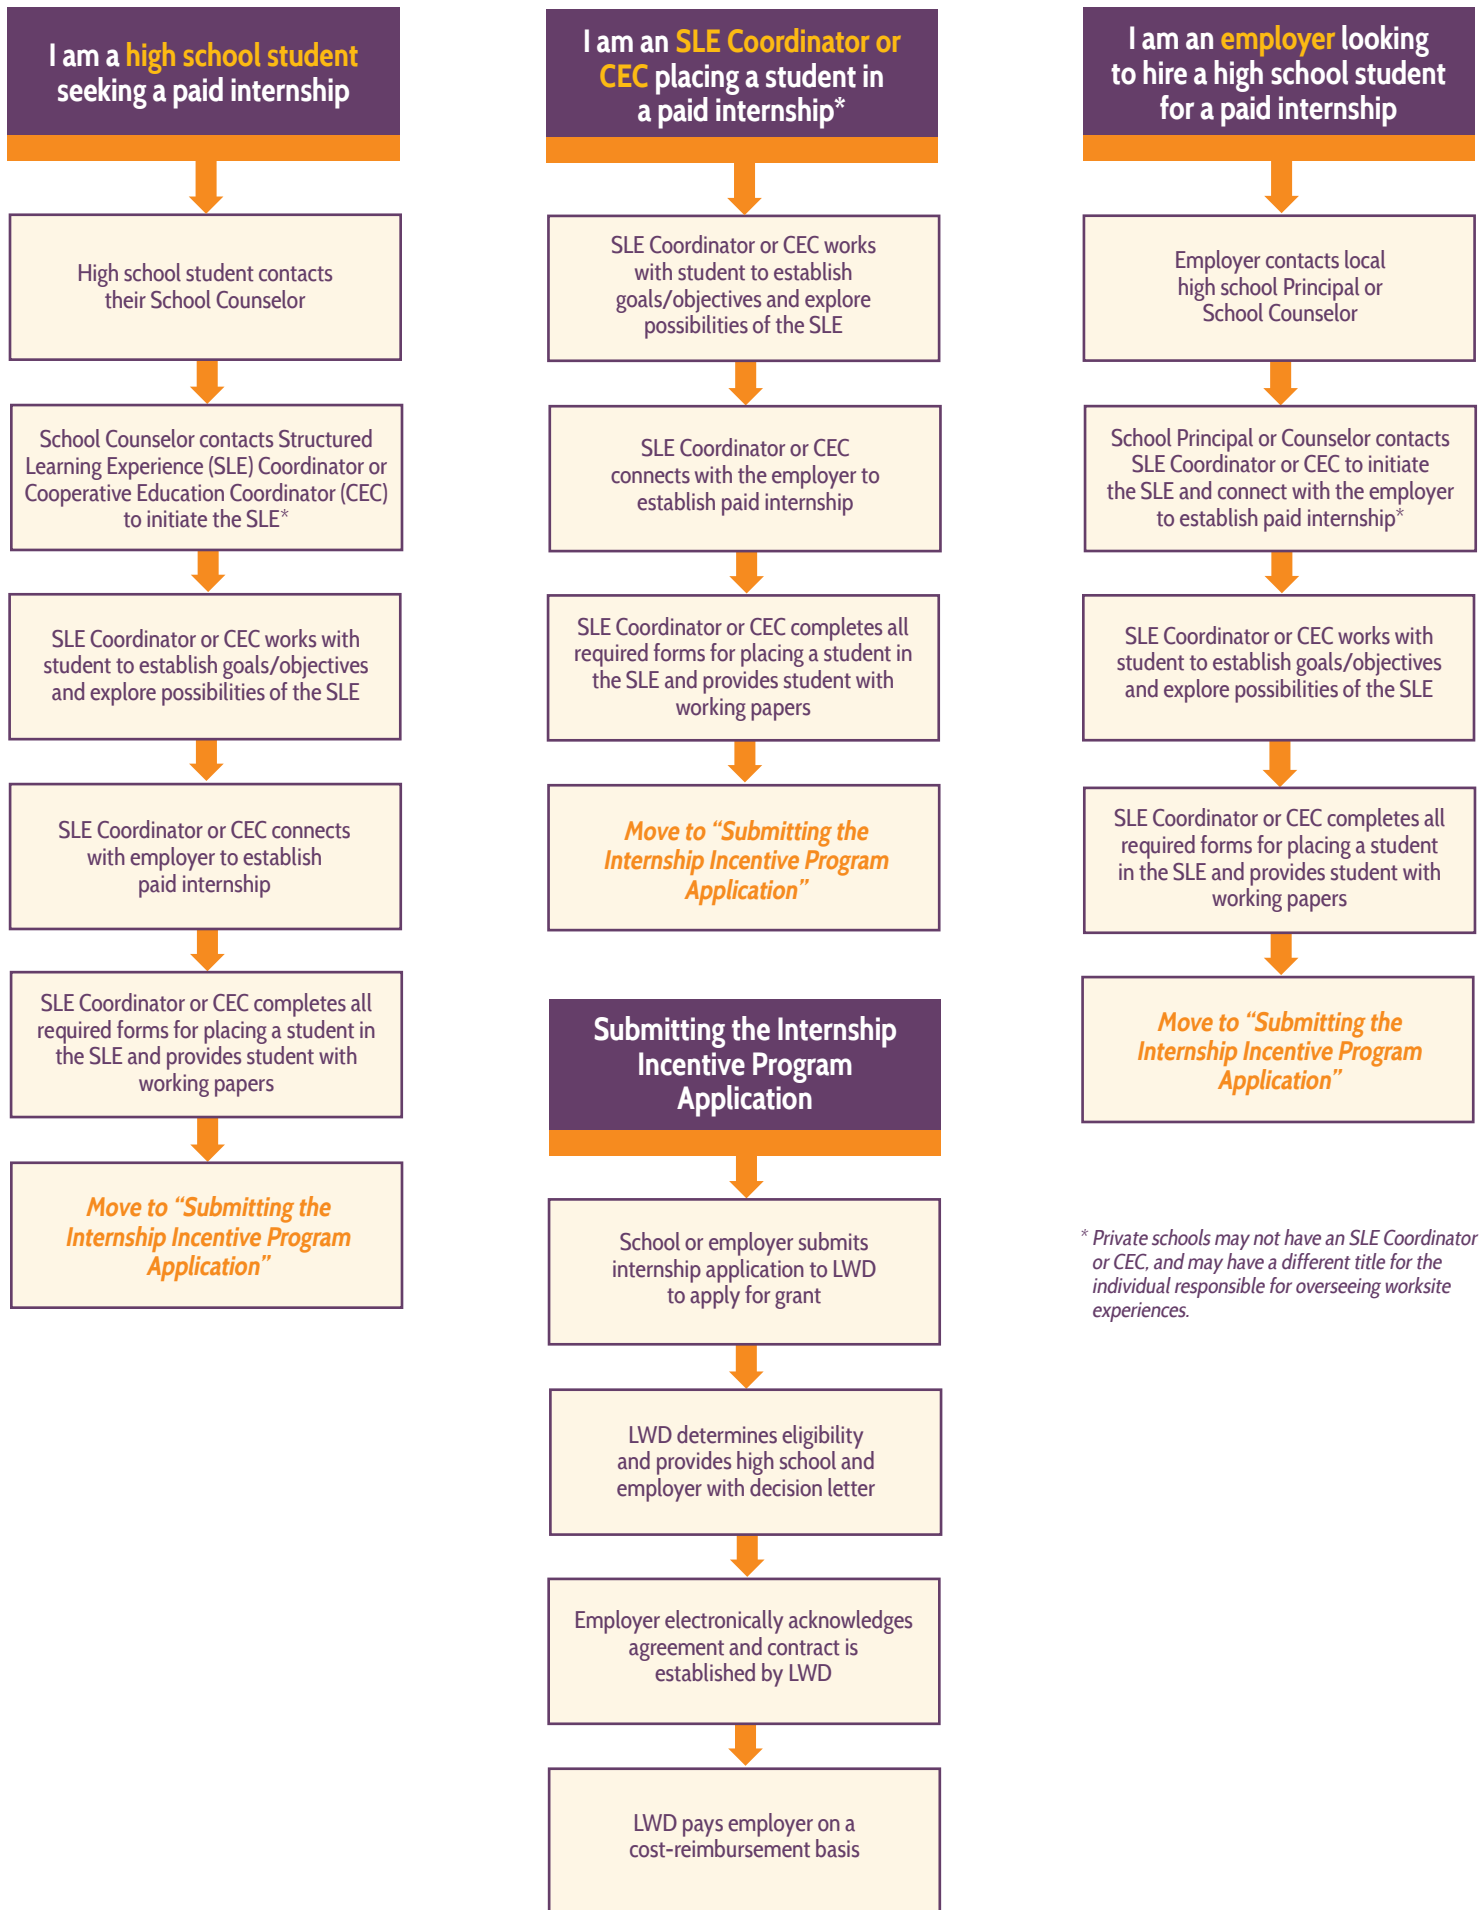 I am a high school student
seeking a paid internship
High school student contacts
their School Counselor
School Counselor contacts Structured
Learning Experience (SLE) Coordinator or
Cooperative Education Coordinator (CEC)
to initiate the SLE*
SLE Coordinator or CEC works with
student to establish goals/objectives
and explore possibilities of the SLE
SLE Coordinator or CEC connects
with employer to establish
paid internship
SLE Coordinator or CEC completes all
required forms for placing a student in
the SLE and provides student with
working papers
Move to “Submitting the
Internship Incentive Program
Application”
I am an SLE Coordinator or
CEC placing a student in
a paid internship*
SLE Coordinator or CEC works
with student to establish
goals/objectives and explore
possibilities of the SLE
SLE Coordinator or CEC
connects with the employer to
establish paid internship
SLE Coordinator or CEC completes all
required forms for placing a student in
the SLE and provides student with
working papers
Move to “Submitting the
Internship Incentive Program
Application”
Submitting the Internship
Incentive Program
Application
School or employer submits
internship application to LWD
to apply for grant
LWD determines eligibility
and provides high school and
employer with decision letter
Employer electronically acknowledges
agreement and contract is
established by LWD
LWD pays employer on a
cost-reimbursement basis
I am an employer looking
to hire a high school student
for a paid internship
Employer contacts local
high school Principal or
School Counselor
School Principal or Counselor contacts
SLE Coordinator or CEC to initiate
the SLE and connect with the employer
to establish paid internship*
SLE Coordinator or CEC works with
student to establish goals/objectives
and explore possibilities of the SLE
SLE Coordinator or CEC completes all
required forms for placing a student
in the SLE and provides student with
working papers
Move to “Submitting the
Internship Incentive Program
Application”
* Private schools may not have an SLE Coordinator
or CEC, and may have a different title for the
individual responsible for overseeing worksite
experiences.